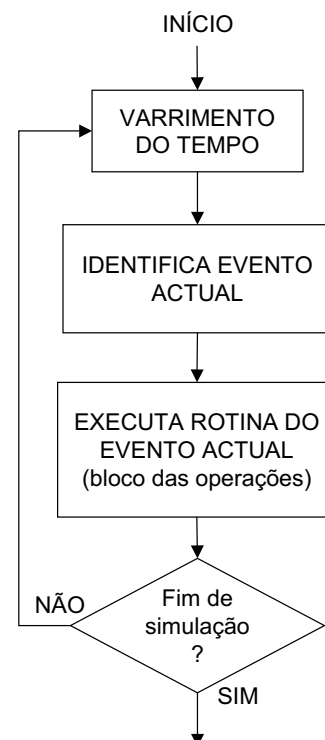 INÍCIO
VARRIMENTO
DO TEMPO
IDENTIFICA EVENTO
ACTUAL
EXECUTA ROTINA DO
EVENTO ACTUAL
(bloco das operações)
NÃO
Fim de
simulação
?
SIM